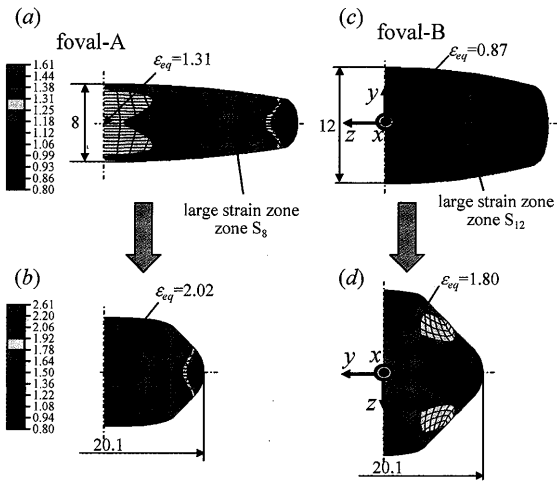 (a)
foval-A
ε_eq=1.31
1.61
1.44
1.38
1.31
1.25
1.18
1.12
1.06
0.99
0.93
0.86
0.80
8
large strain zone
zone S8
(c)
foval-B
ε_eq=0.87
12
y
z
x
large strain zone
zone S12
(b)
ε_eq=2.02
2.61
2.20
2.06
1.92
1.78
1.64
1.50
1.36
1.22
1.08
0.94
0.80
20.1
(d)
ε_eq=1.80
y
x
z
20.1